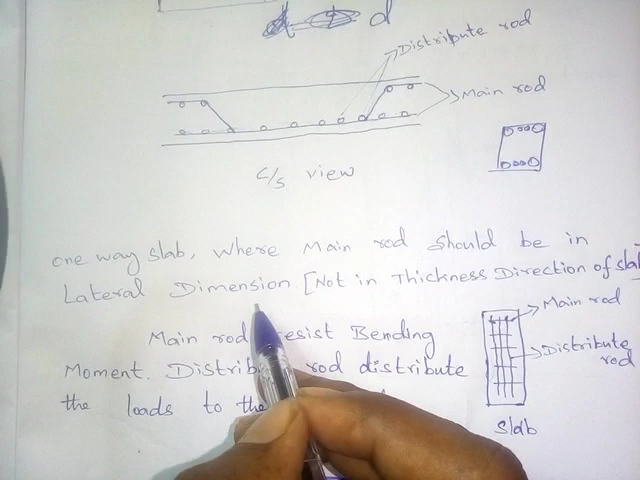 d
Distribute rod
Main rod
C/s view
One way slab, Where Main rod should be in
Lateral Dimension [Not in Thickness Direction of slab]
Main rod resist Bending
Moment. rod distribute
the loads to the
Main rod
Distribute
rod
Slab